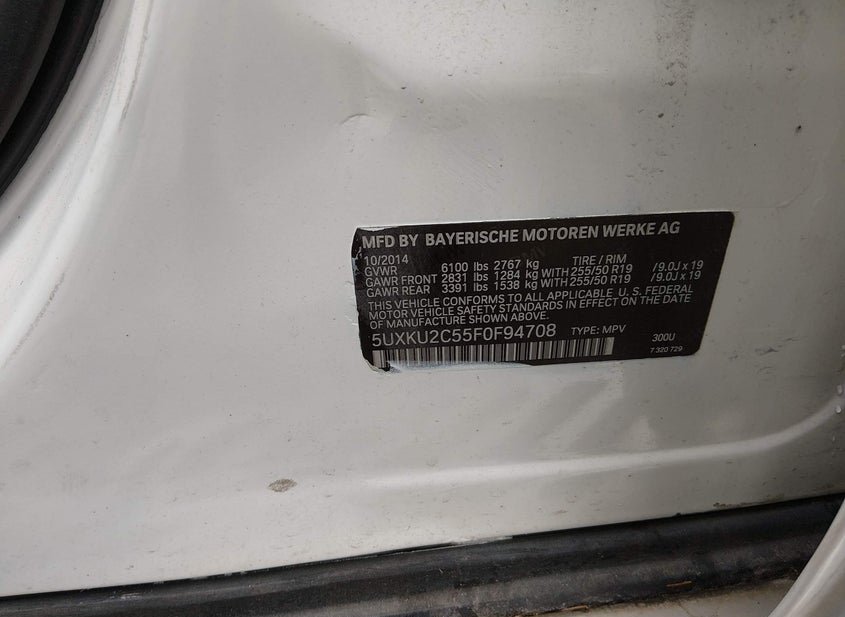 MFD BY BAYERISCHE MOTOREN WERKE AG
10/2014 TIRE / RIM
GVWR 6100 lbs 2767 kg
GAWR FRONT 2831 lbs 1284 kg WITH 255/50 R19 /9.0J x 19
GAWR REAR 3391 lbs 1538 kg WITH 255/50 R19 /9.0J x 19
THIS VEHICLE CONFORMS TO ALL APPLICABLE U.S. FEDERAL
MOTOR VEHICLE SAFETY STANDARDS IN EFFECT ON THE DATE
OF MANUFACTURE SHOWN ABOVE.
5UXKU2C55F0F94708 TYPE: MPV 300U
7 320 729